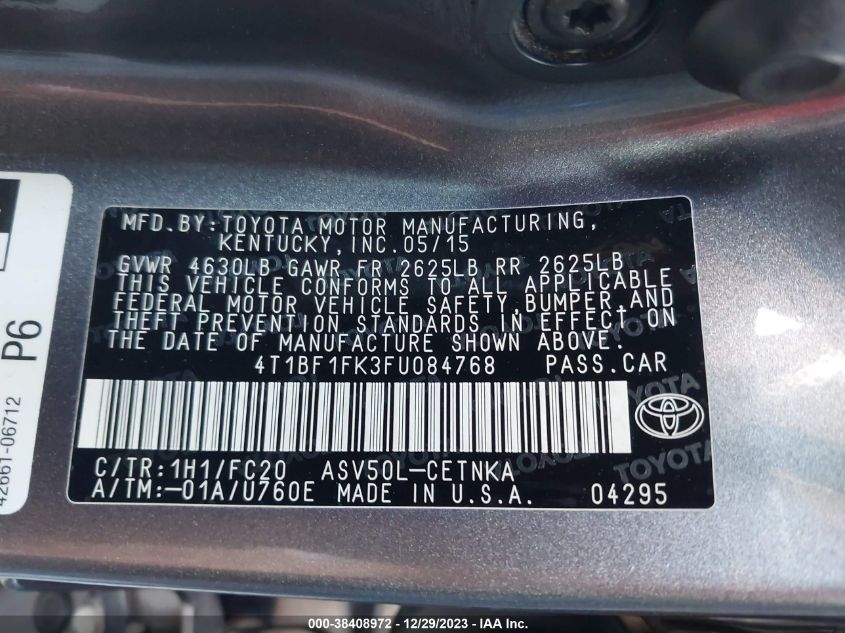 MFD.BY:TOYOTA MOTOR MANUFACTURING,
KENTUCKY, INC.05/15
GVWR 4630LB GAWR FR 2625LB RR 2625LB
THIS VEHICLE CONFORMS TO ALL APPLICABLE
FEDERAL MOTOR VEHICLE SAFETY, BUMPER, AND
THEFT PREVENTION STANDARDS IN EFFECT ON
THE DATE OF MANUFACTURE SHOWN ABOVE.
4T1BF1FK3FU084768 PASS.CAR
C/TR:1H1/FC20 ASV50L-CETNKA
A/TM:-01A/U760E MADE IN U.S.A. 04295
P6
42661-06712
000-38408972 - 12/29/2023 - IAA Inc.